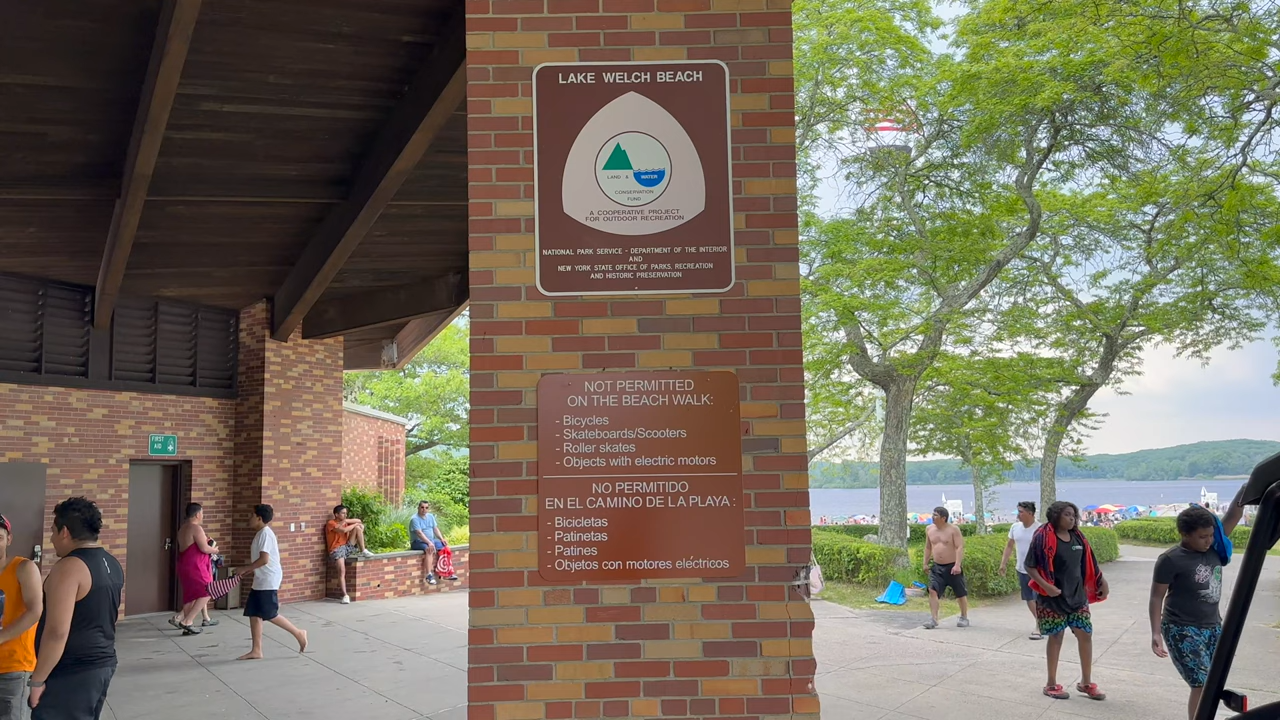 LAKE WELCH BEACH
LAND & WATER
CONSERVATION
FUND
A COOPERATIVE PROJECT
FOR OUTDOOR RECREATION
NATIONAL PARK SERVICE - DEPARTMENT OF THE INTERIOR
AND
NEW YORK STATE OFFICE OF PARKS, RECREATION
AND HISTORIC PRESERVATION
NOT PERMITTED
ON THE BEACH WALK:
- Bicycles
- Skateboards/Scooters
- Roller skates
- Objects with electric motors
NO PERMITIDO
EN EL CAMINO DE LA PLAYA :
- Bicicletas
- Patinetas
- Patines
- Objetos con motores eléctricos
FIRST
AID